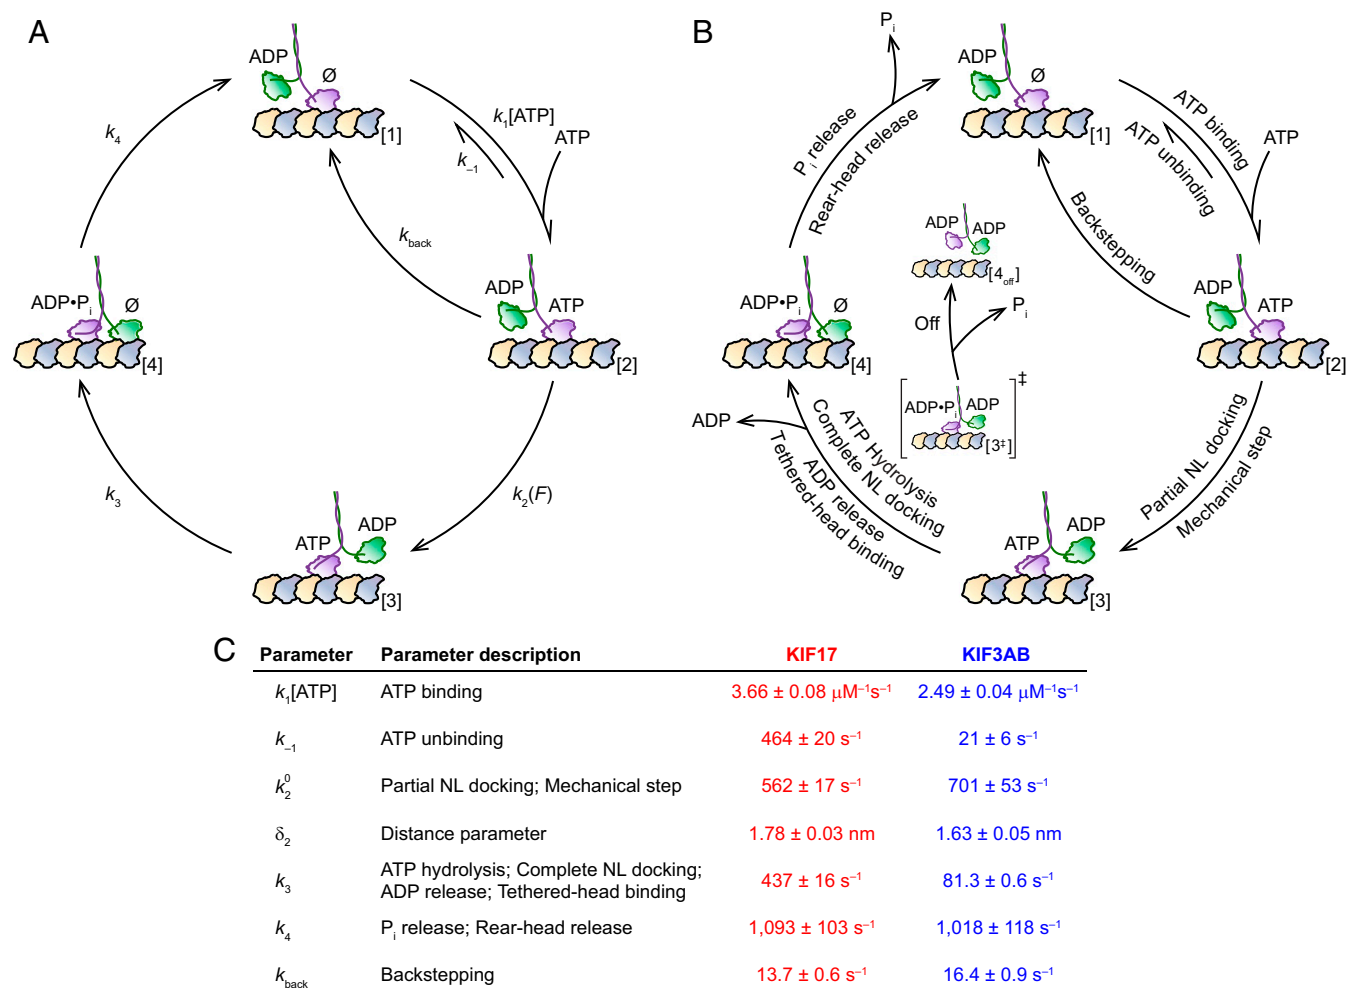 A
ADP
Ø
[1]
k₄
k₁[ATP]
ATP
k₋₁
k_back
ADP•Pᵢ
Ø
[4]
ADP
ATP
[2]
k₃
k₂(F)
ATP
ADP
[3]
B
Pᵢ
ADP
Ø
[1]
Pᵢ release
Rear-head release
ATP binding
ATP unbinding
ATP
Backstepping
ADP
ADP
[4_off]
Off
Pᵢ
ADP•Pᵢ
Ø
[4]
ADP
ATP
[2]
ADP•Pᵢ
ADP
[3‡]
‡
ADP
ATP Hydrolysis
Complete NL docking
ADP release
Tethered-head binding
Partial NL docking
Mechanical step
ATP
ADP
[3]
C
Parameter Parameter description KIF17 KIF3AB
k₁[ATP] ATP binding 3.66 ± 0.08 μM⁻¹s⁻¹ 2.49 ± 0.04 μM⁻¹s⁻¹
k₋₁ ATP unbinding 464 ± 20 s⁻¹ 21 ± 6 s⁻¹
k₂⁰ Partial NL docking; Mechanical step 562 ± 17 s⁻¹ 701 ± 53 s⁻¹
δ₂ Distance parameter 1.78 ± 0.03 nm 1.63 ± 0.05 nm
k₃ ATP hydrolysis; Complete NL docking; 437 ± 16 s⁻¹ 81.3 ± 0.6 s⁻¹
ADP release; Tethered-head binding
k₄ Pᵢ release; Rear-head release 1,093 ± 103 s⁻¹ 1,018 ± 118 s⁻¹
k_back Backstepping 13.7 ± 0.6 s⁻¹ 16.4 ± 0.9 s⁻¹